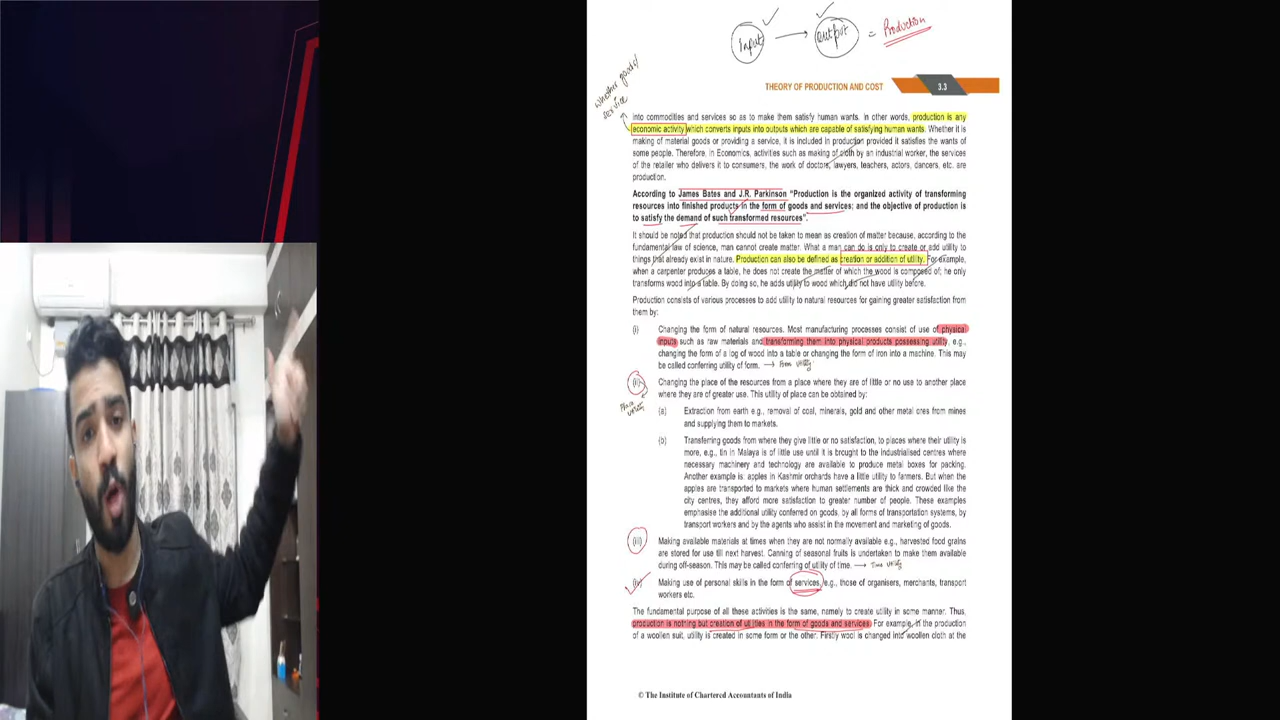 Input → output = Production
whether goods/
service
THEORY OF PRODUCTION AND COST 3.3
into commodities and services so as to make them satisfy human wants. In other words, production is any
economic activity which converts inputs into outputs which are capable of satisfying human wants. Whether it is
making of material goods or providing a service, it is included in production provided it satisfies the wants of
some people. Therefore, in Economics, activities such as making of cloth by an industrial worker, the services
of the retailer who delivers it to consumers, the work of doctors, lawyers, teachers, actors, dancers, etc. are
production.
According to James Bates and J.R. Parkinson “Production is the organized activity of transforming
resources into finished products in the form of goods and services; and the objective of production is
to satisfy the demand of such transformed resources”.
It should be noted that production should not be taken to mean as creation of matter because, according to the
fundamental law of science, man cannot create matter. What a man can do is only to create or add utility to
things that already exist in nature. Production can also be defined as creation or addition of utility. For example,
when a carpenter produces a table, he does not create the matter of which the wood is composed of; he only
transforms wood into a table. By doing so, he adds utility to wood which did not have utility before.
Production consists of various processes to add utility to natural resources for gaining greater satisfaction from
them by:
(i) Changing the form of natural resources. Most manufacturing processes consist of use of physical
inputs such as raw materials and transforming them into physical products possessing utility, e.g.,
changing the form of a log of wood into a table or changing the form of iron into a machine. This may
be called conferring utility of form. → Form utility
(ii) Changing the place of the resources from a place where they are of little or no use to another place
where they are of greater use. This utility of place can be obtained by:
Place
utility
(a) Extraction from earth e.g., removal of coal, minerals, gold and other metal ores from mines
and supplying them to markets.
(b) Transferring goods from where they give little or no satisfaction, to places where their utility is
more, e.g., tin in Malaya is of little use until it is brought to the industrialised centres where
necessary machinery and technology are available to produce metal boxes for packing.
Another example is: apples in Kashmir orchards have a little utility to farmers. But when the
apples are transported to markets where human settlements are thick and crowded like the
city centres, they afford more satisfaction to greater number of people. These examples
emphasise the additional utility conferred on goods, by all forms of transportation systems, by
transport workers and by the agents who assist in the movement and marketing of goods.
(iii) Making available materials at times when they are not normally available e.g., harvested food grains
are stored for use till next harvest. Canning of seasonal fruits is undertaken to make them available
during off-season. This may be called conferring of utility of time. → Time utility
(iv) Making use of personal skills in the form of services, e.g., those of organisers, merchants, transport
workers etc.
The fundamental purpose of all these activities is the same, namely to create utility in some manner. Thus,
production is nothing but creation of utilities in the form of goods and services. For example, in the production
of a woollen suit, utility is created in some form or the other. Firstly wool is changed into woollen cloth at the
© The Institute of Chartered Accountants of India